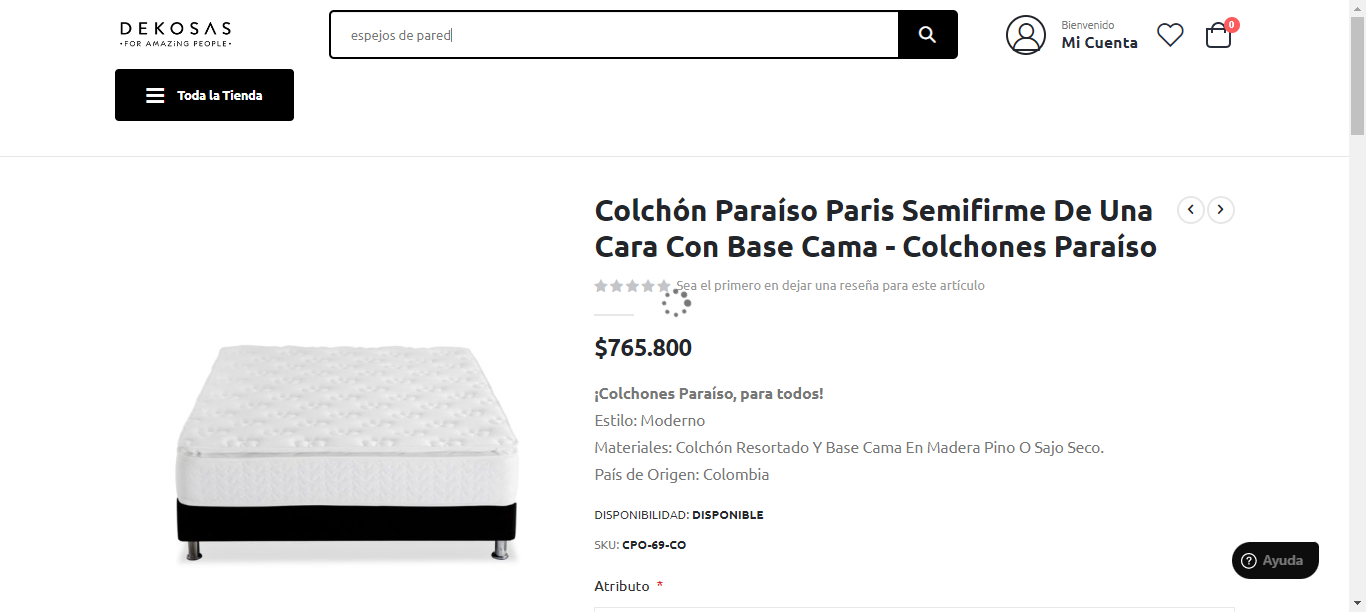 DEKOSAS
•FOR AMAZING PEOPLE•
espejos de pared
Bienvenido
Mi Cuenta
0
Toda la Tienda
Colchón Paraíso Paris Semifirme De Una
Cara Con Base Cama - Colchones Paraíso
Sea el primero en dejar una reseña para este artículo
$765.800
¡Colchones Paraíso, para todos!
Estilo: Moderno
Materiales: Colchón Resortado Y Base Cama En Madera Pino O Sajo Seco.
País de Origen: Colombia
DISPONIBILIDAD: DISPONIBLE
SKU: CPO-69-CO
Ayuda
Atributo *